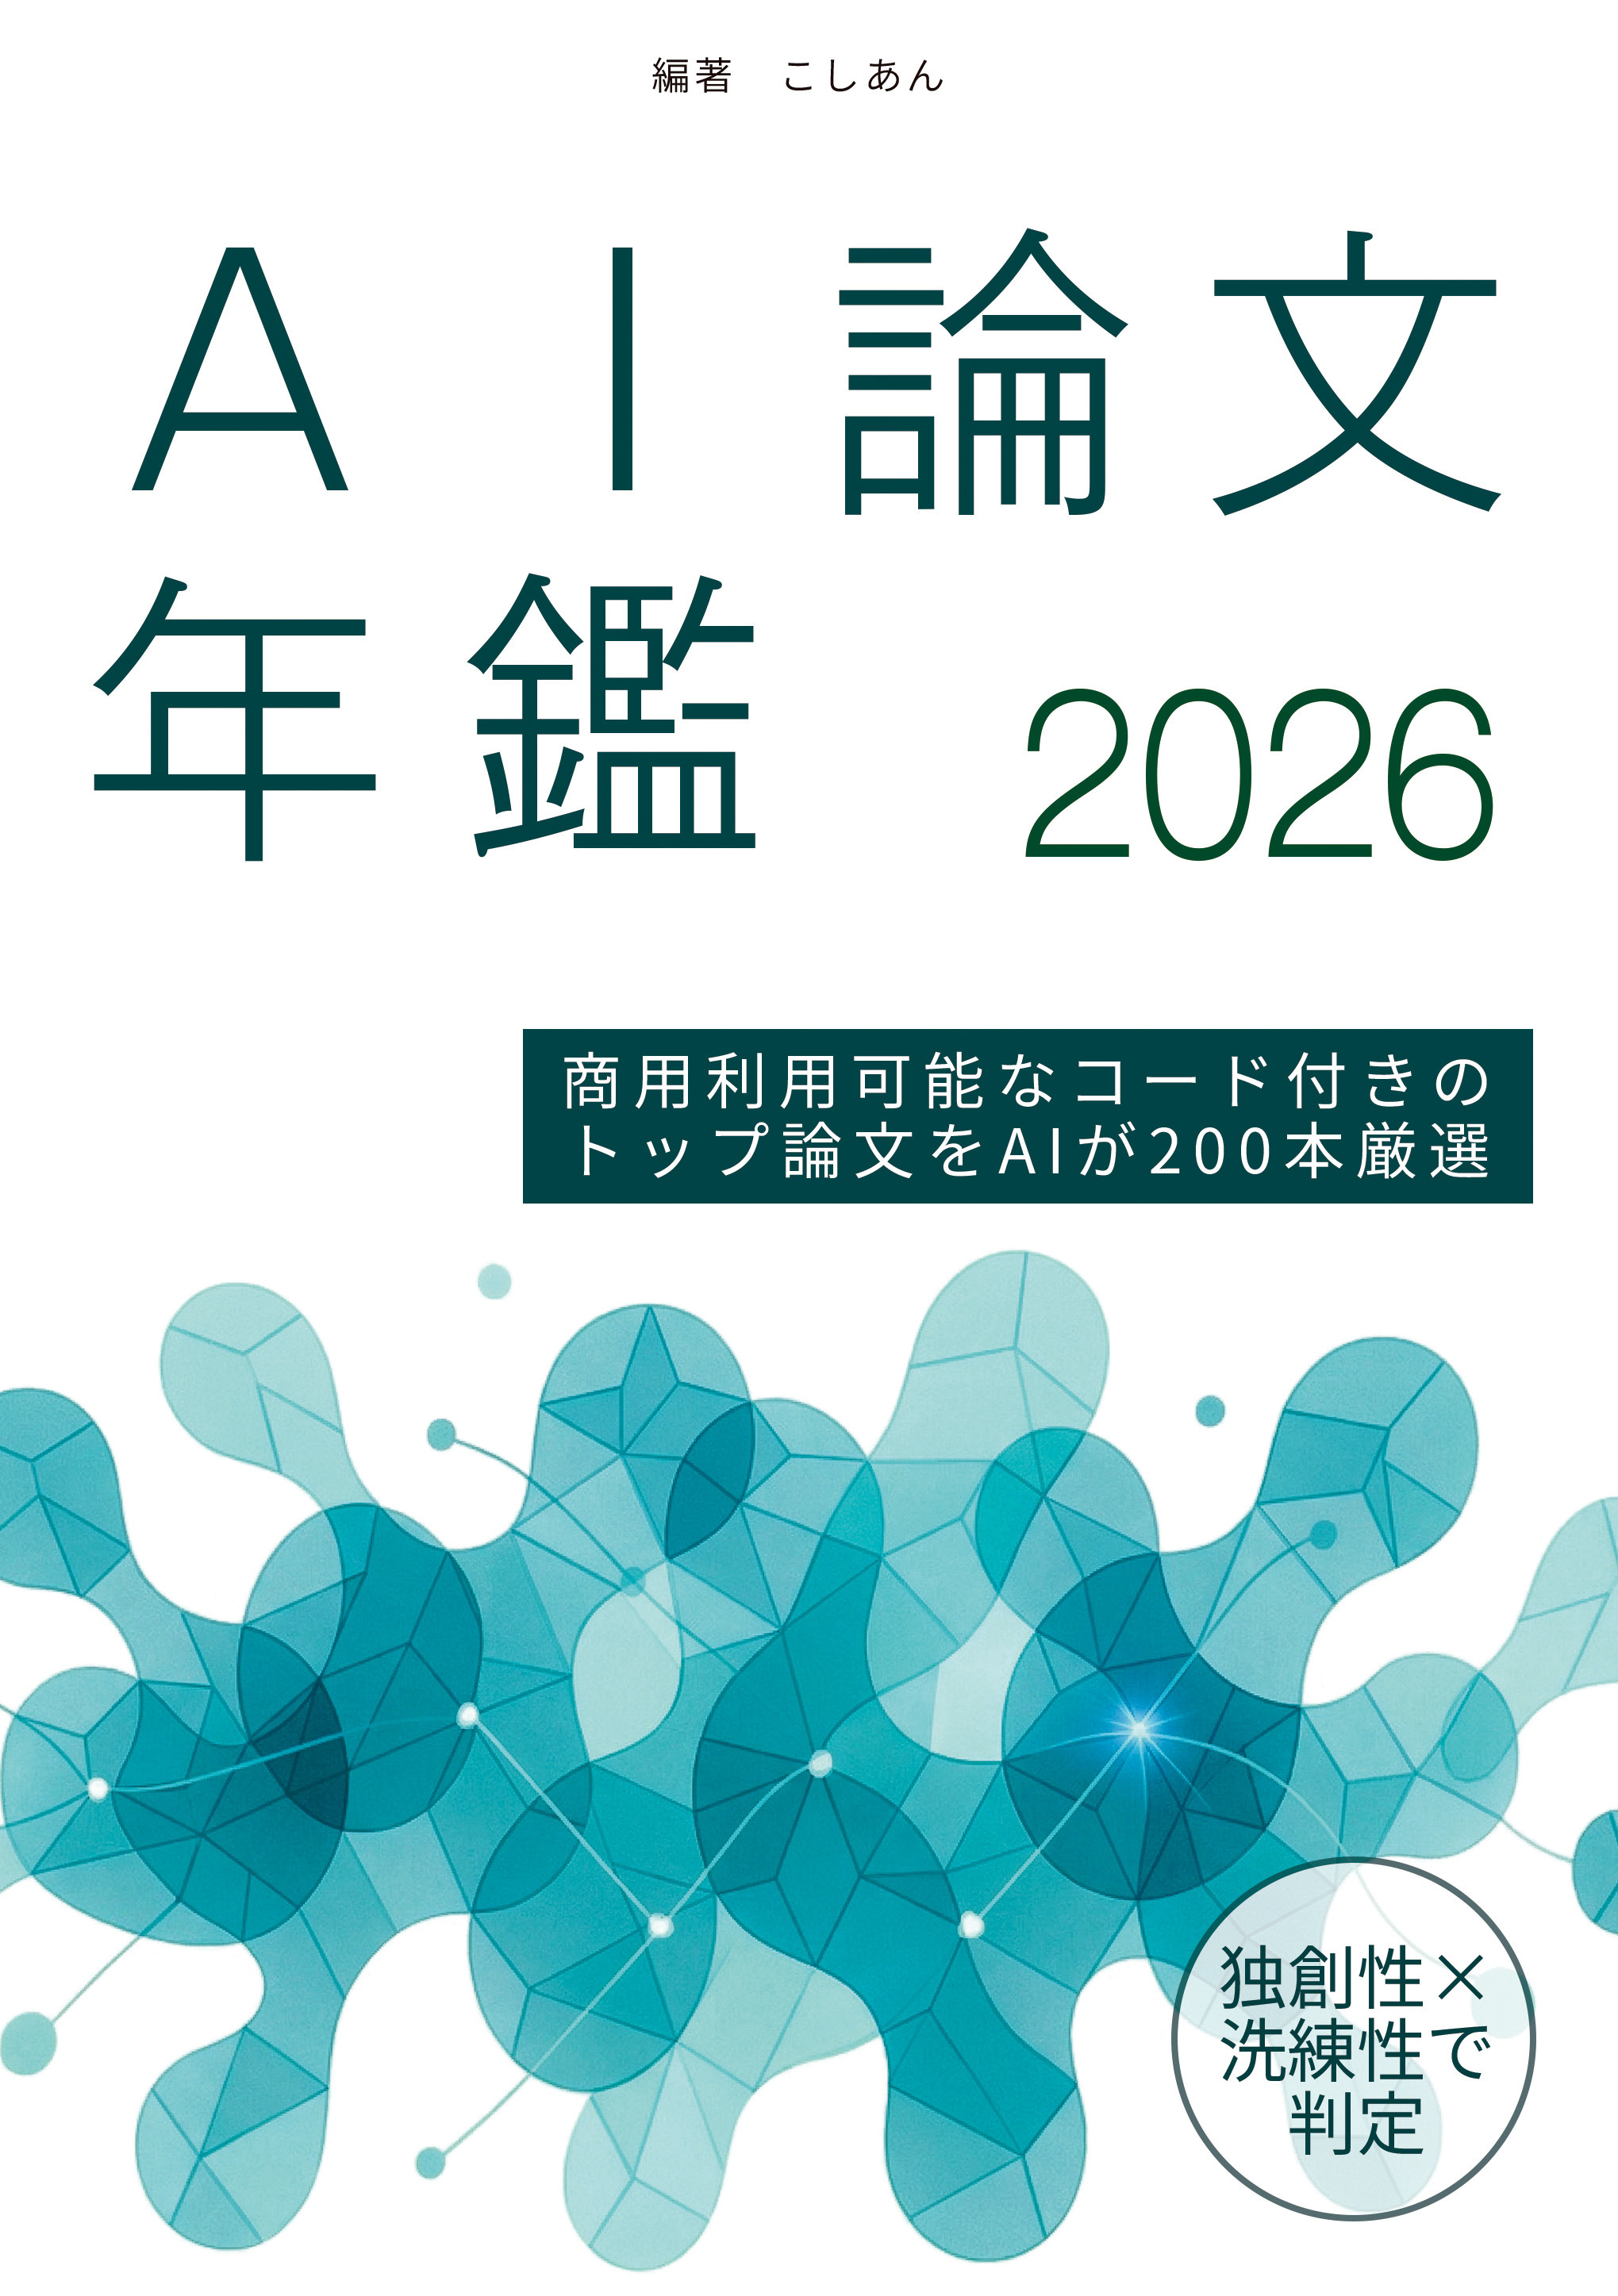 編著　こしあん
AI論文
年鑑 2026
商用利用可能なコード付きの
トップ論文をAIが200本厳選
独創性×
洗練性で
判定